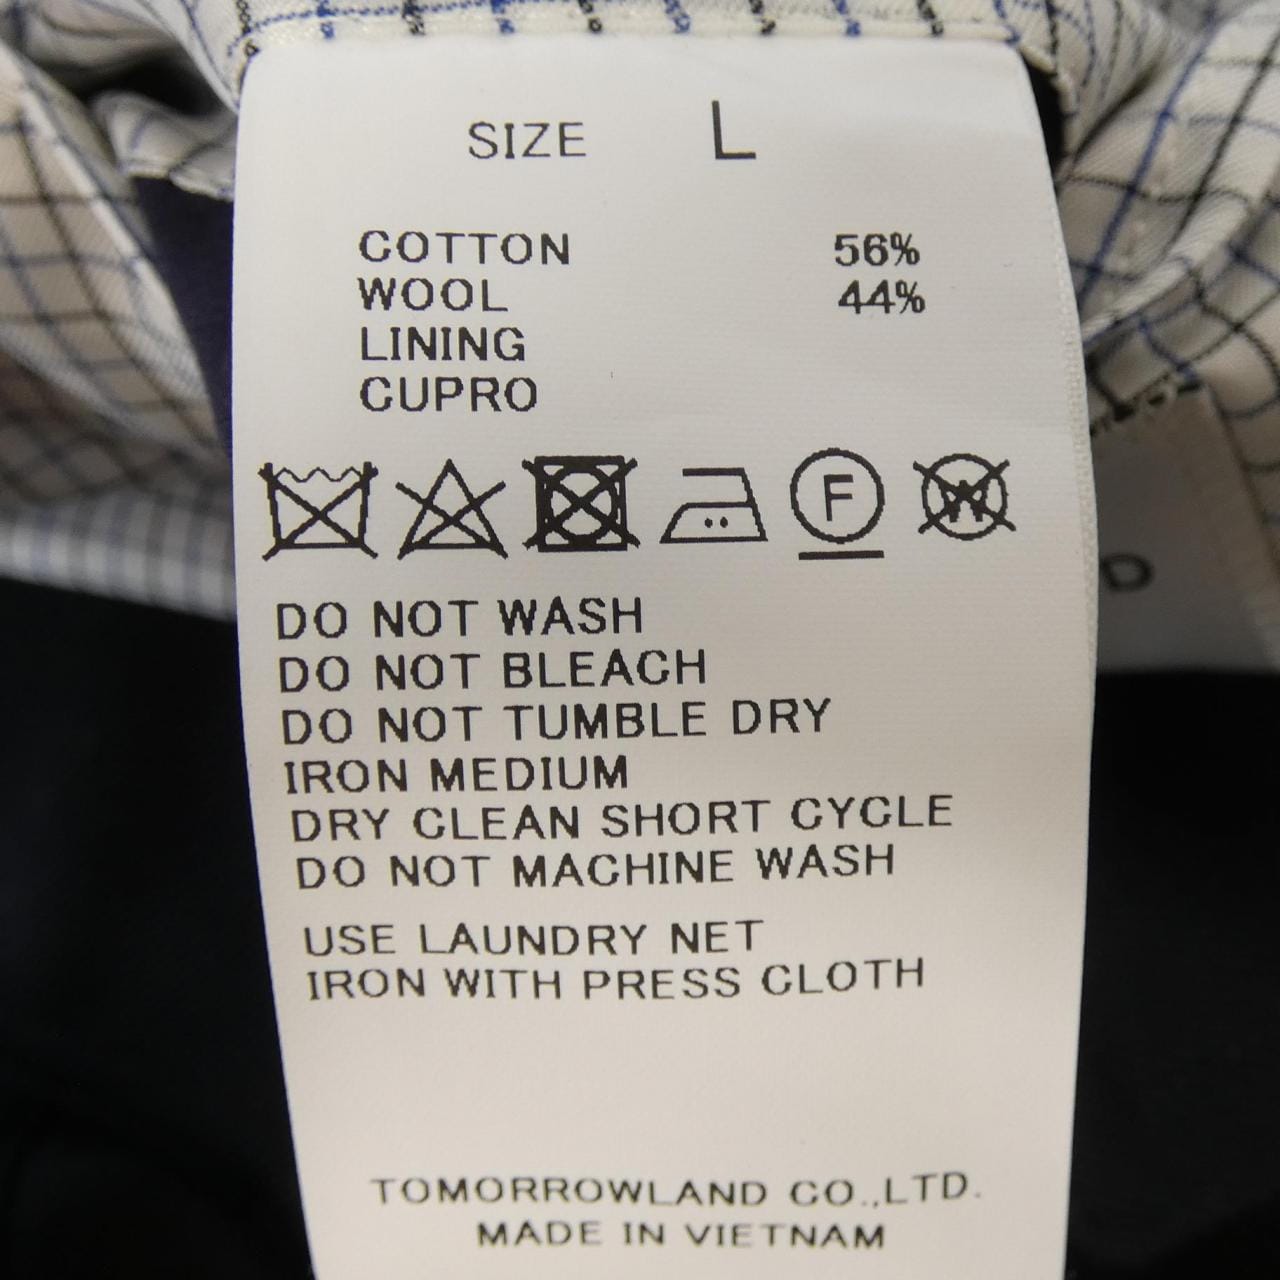 SIZE L
COTTON 56%
WOOL 44%
LINING
CUPRO
F W
DO NOT WASH
DO NOT BLEACH
DO NOT TUMBLE DRY
IRON MEDIUM
DRY CLEAN SHORT CYCLE
DO NOT MACHINE WASH
USE LAUNDRY NET
IRON WITH PRESS CLOTH
TOMORROWLAND CO.,LTD.
MADE IN VIETNAM
D